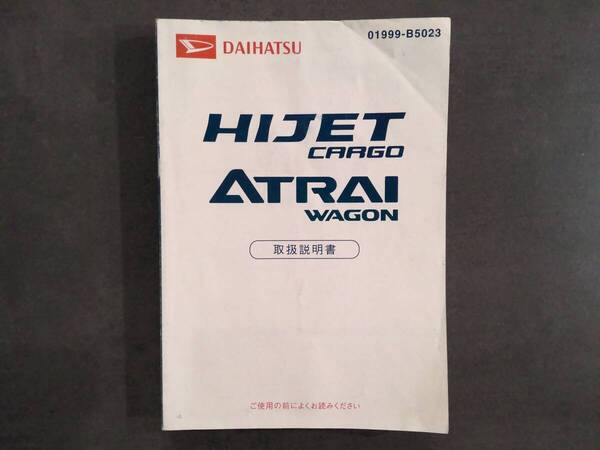 DAIHATSU
01999-B5023
HIJET
CARGO
ATRAI
WAGON
取扱説明書
ご使用の前によくお読みください